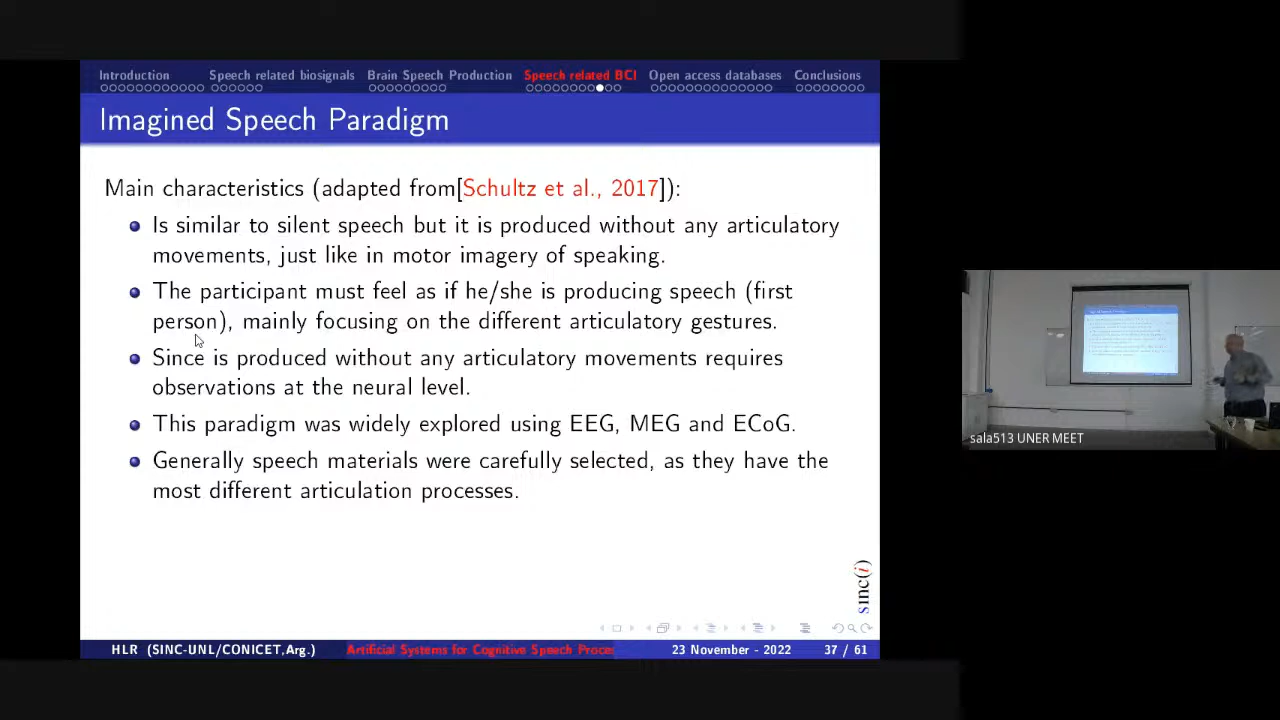 Introduction Speech related biosignals Brain Speech Production Speech related BCI Open access databases Conclusions
Imagined Speech Paradigm
Main characteristics (adapted from[Schultz et al., 2017]):
Is similar to silent speech but it is produced without any articulatory
movements, just like in motor imagery of speaking.
The participant must feel as if he/she is producing speech (first
person), mainly focusing on the different articulatory gestures.
Since is produced without any articulatory movements requires
observations at the neural level.
This paradigm was widely explored using EEG, MEG and ECoG.
Generally speech materials were carefully selected, as they have the
most different articulation processes.
sinc(i)
HLR (SINC-UNL/CONICET,Arg.) Artificial Systems for Cognitive Speech Proces 23 November - 2022 37 / 61
sala513 UNER MEET